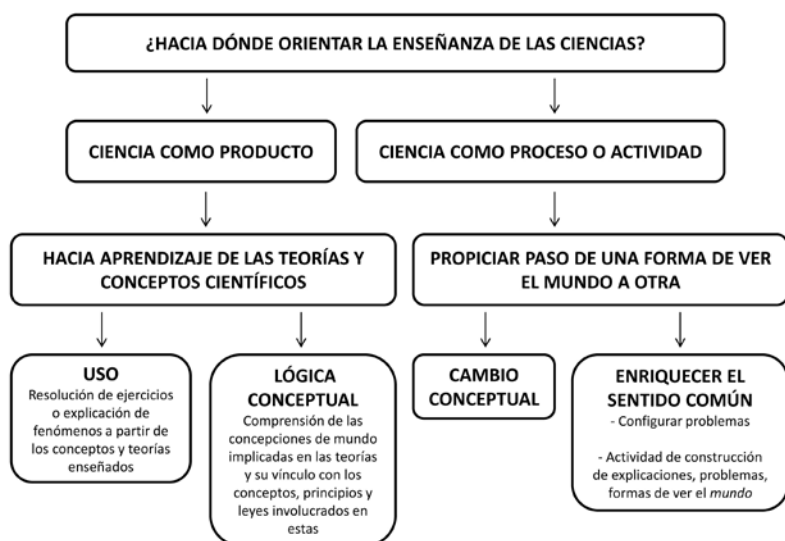 ¿HACIA DÓNDE ORIENTAR LA ENSEÑANZA DE LAS CIENCIAS?
CIENCIA COMO PRODUCTO
CIENCIA COMO PROCESO O ACTIVIDAD
HACIA APRENDIZAJE DE LAS TEORÍAS Y
CONCEPTOS CIENTÍFICOS
PROPICIAR PASO DE UNA FORMA DE VER
EL MUNDO A OTRA
USO
Resolución de ejercicios
o explicación de
fenómenos a partir de
los conceptos y teorías
enseñados
LÓGICA
CONCEPTUAL
Comprensión de las
concepciones de mundo
implicadas en las teorías
y su vínculo con los
conceptos, principios y
leyes involucrados en
estas
CAMBIO
CONCEPTUAL
ENRIQUECER EL
SENTIDO COMÚN
- Configurar problemas
- Actividad de construcción
de explicaciones, problemas,
formas de ver el mundo